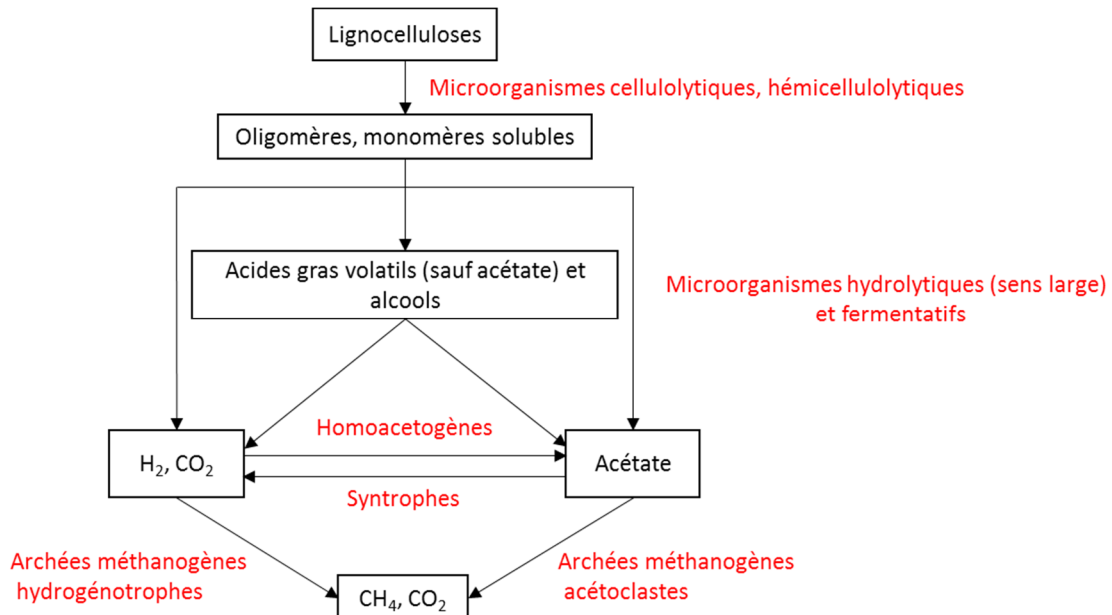 Lignocelluloses
Microorganismes cellulolytiques, hémicellulolytiques
Oligomères, monomères solubles
Acides gras volatils (sauf acétate) et
alcools
Microorganismes hydrolytiques (sens large)
et fermentatifs
Homoacetogènes
H₂, CO₂
Acétate
Syntrophes
Archées méthanogènes
hydrogénotrophes
Archées méthanogènes
acétoclastes
CH₄, CO₂